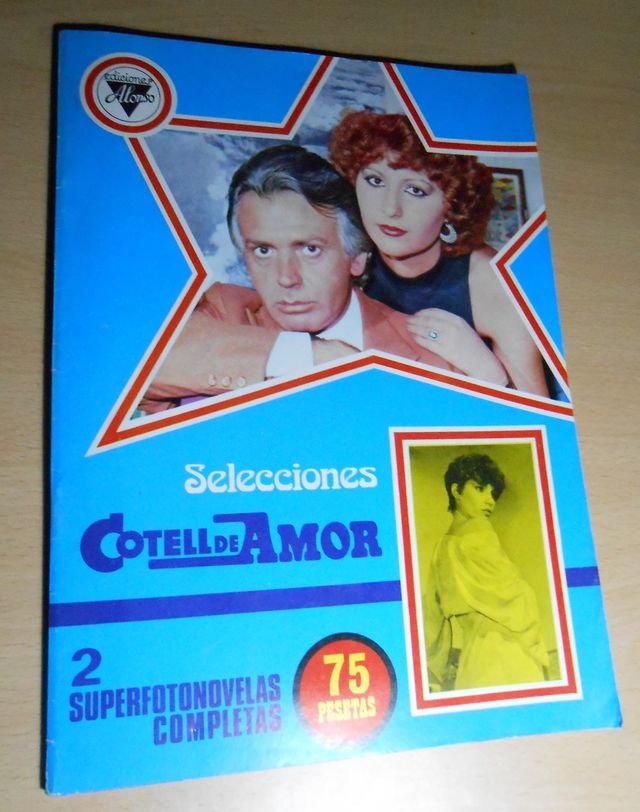 ediciones
Alonso
Selecciones
COTELL DE AMOR
2
SUPERFOTONOVELAS
COMPLETAS
75
PESETAS